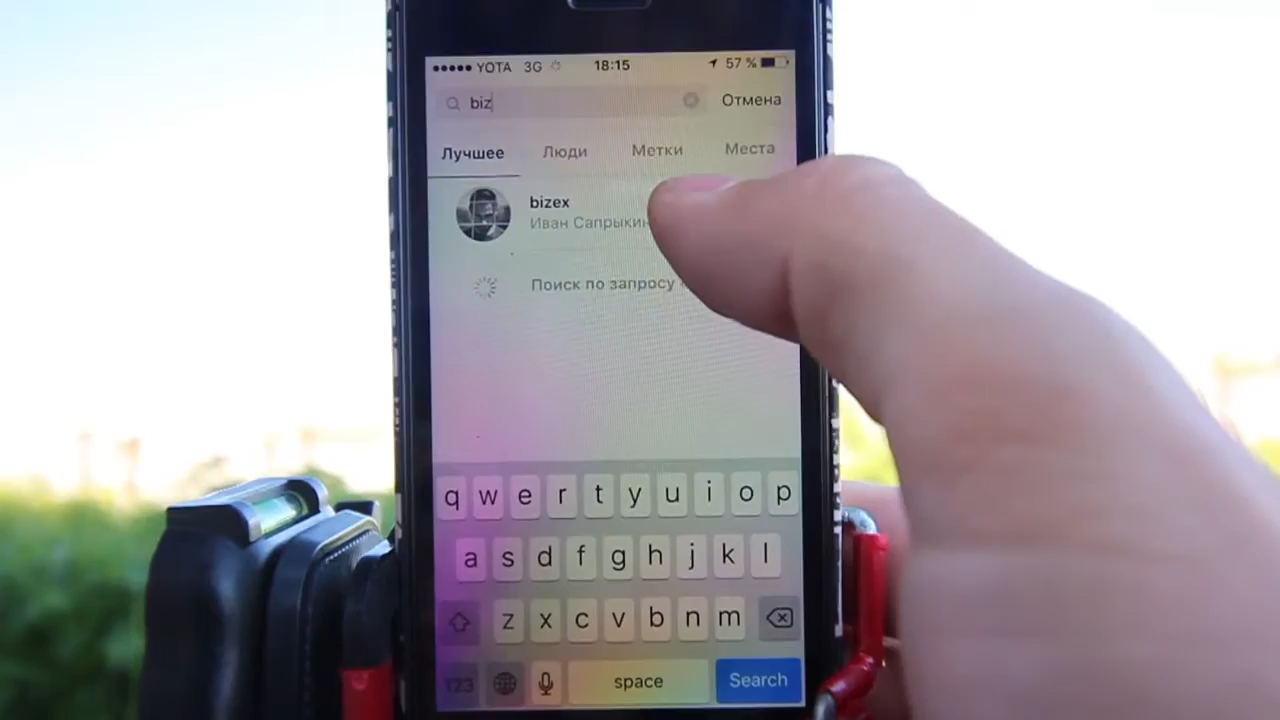 YOTA 3G 18:15 57 %
biz Отмена
Лучшее Люди Метки Места
bizex
Иван
Поиск по запросу
q w e r t y u i o p
a s d f g h j k l
z x c v b n m
123 space Search